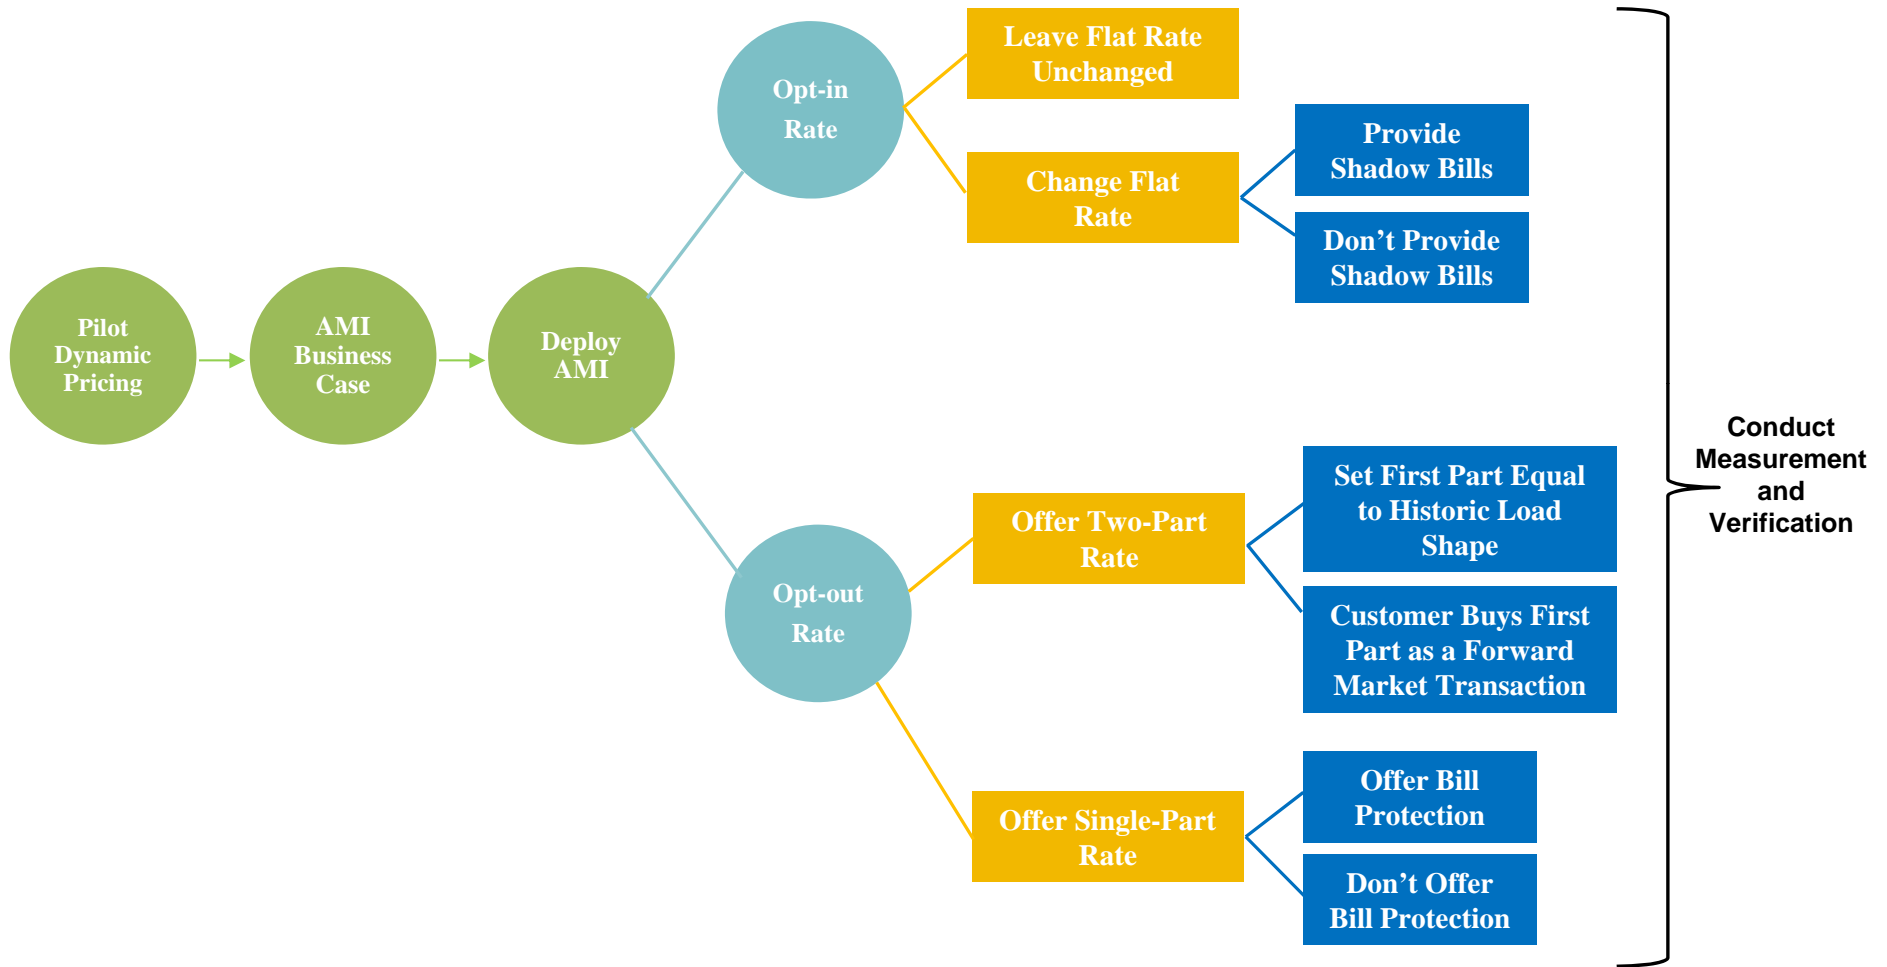 Pilot
Dynamic
Pricing
AMI
Business
Case
Deploy
AMI
Opt-in
Rate
Leave Flat Rate
Unchanged
Change Flat
Rate
Provide
Shadow Bills
Don’t Provide
Shadow Bills
Opt-out
Rate
Offer Two-Part
Rate
Set First Part Equal
to Historic Load
Shape
Customer Buys First
Part as a Forward
Market Transaction
Offer Single-Part
Rate
Offer Bill
Protection
Don’t Offer
Bill Protection
Conduct
Measurement
and
Verification